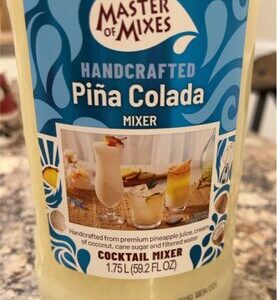 MASTER
OF MIXES
HANDCRAFTED
Piña Colada
MIXER
Handcrafted from premium pineapple juice, cream
of coconut, cane sugar and filtered water.
COCKTAIL MIXER
1.75 L (59.2 FL OZ)